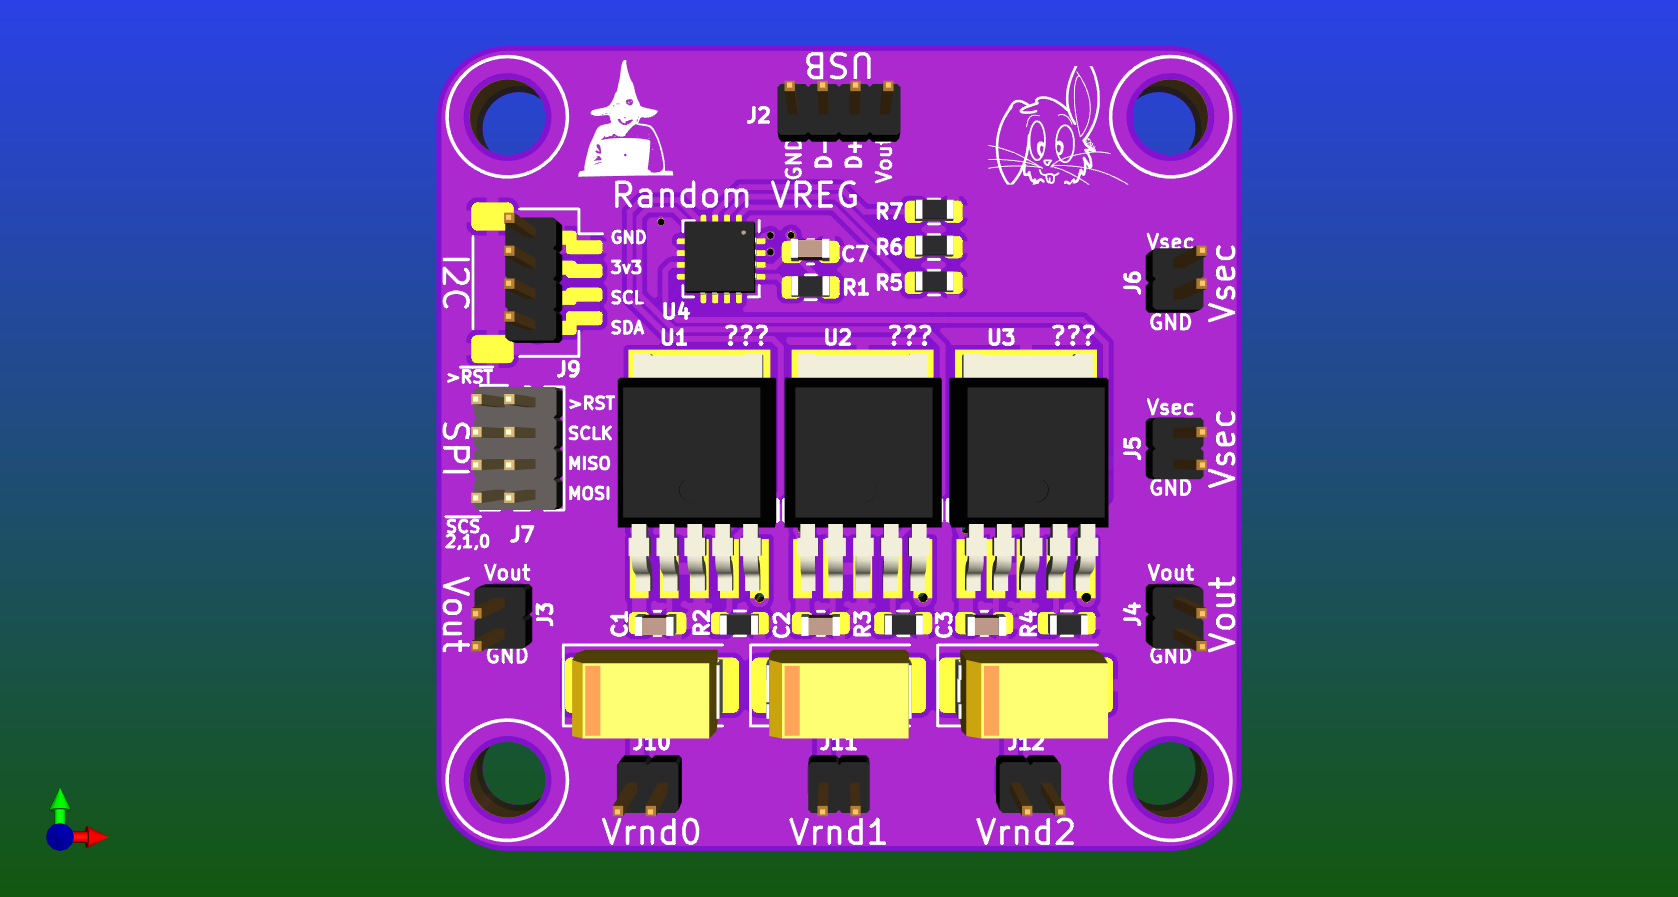 USB
J2
GND
D-
D+
Vout
Random VREG
R7
C7
R6
R1
R5
U4
I2C
GND
3v3
SCL
SDA
J9
Vsec
J6
Vsec
GND
U1 ??? U2 ??? U3 ???
>RST
SPI
>RST
SCLK
MISO
MOSI
SCS
2,1,0
J7
Vsec
J5
Vsec
GND
Vout
Vout
J3
GND
C1
R2
C2
R3
C3
R4
Vout
J4
Vout
GND
J10 J11 J12
Vrnd0 Vrnd1 Vrnd2